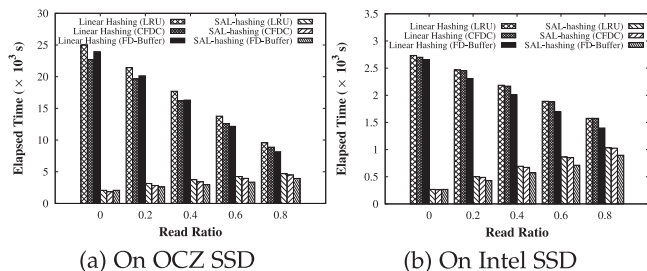 Linear Hashing (LRU) SAL-hashing (LRU)
Linear Hashing (CFDC) SAL-hashing (CFDC)
Linear Hashing (FD-Buffer) SAL-hashing (FD-Buffer)
Elapsed Time (× 10³ s)
30
25
20
15
10
5
0
0 0.2 0.4 0.6 0.8
Read Ratio
(a) On OCZ SSD
Linear Hashing (LRU) SAL-hashing (LRU)
Linear Hashing (CFDC) SAL-hashing (CFDC)
Linear Hashing (FD-Buffer) SAL-hashing (FD-Buffer)
Elapsed Time (× 10³ s)
3.5
3
2.5
2
1.5
1
0.5
0
0 0.2 0.4 0.6 0.8
Read Ratio
(b) On Intel SSD